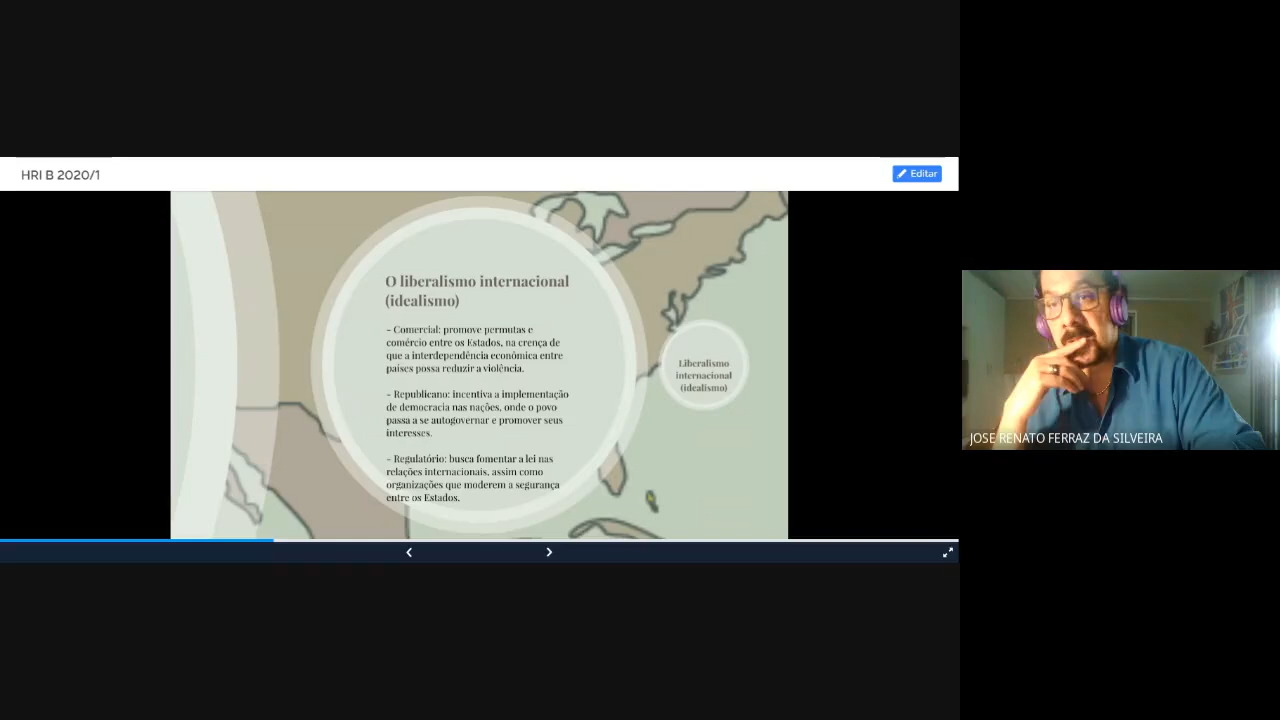 HRI B 2020/1
Editar
O liberalismo internacional
(idealismo)
- Comercial: promove permutas e
comércio entre os Estados, na crença de
que a interdependência econômica entre
países possa reduzir a violência.
- Republicano: incentiva a implementação
de democracia nas nações, onde o povo
passa a se autogovernar e promover seus
interesses.
- Regulatório: busca fomentar a lei nas
relações internacionais, assim como
organizações que moderem a segurança
entre os Estados.
Liberalismo
internacional
(idealismo)
JOSE RENATO FERRAZ DA SILVEIRA